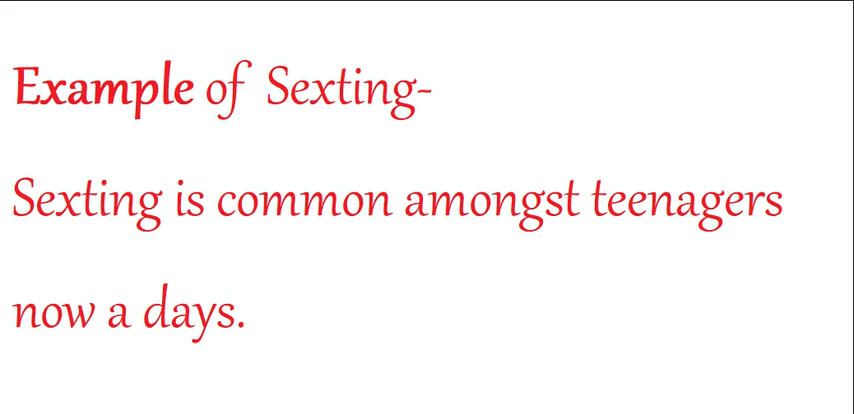 Example of Sexting-
Sexting is common amongst teenagers
now a days.